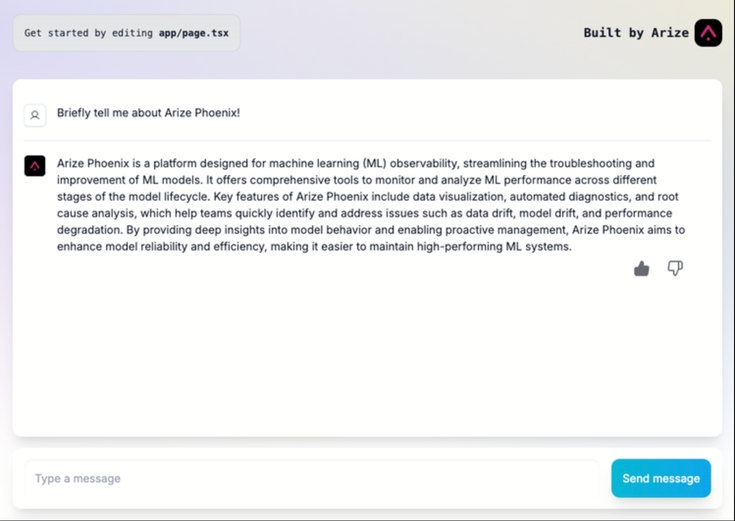 Get started by editing app/page.tsx
Built by Arize
Briefly tell me about Arize Phoenix!
Arize Phoenix is a platform designed for machine learning (ML) observability, streamlining the troubleshooting and
improvement of ML models. It offers comprehensive tools to monitor and analyze ML performance across different
stages of the model lifecycle. Key features of Arize Phoenix include data visualization, automated diagnostics, and root
cause analysis, which help teams quickly identify and address issues such as data drift, model drift, and performance
degradation. By providing deep insights into model behavior and enabling proactive management, Arize Phoenix aims to
enhance model reliability and efficiency, making it easier to maintain high-performing ML systems.
Type a message
Send message